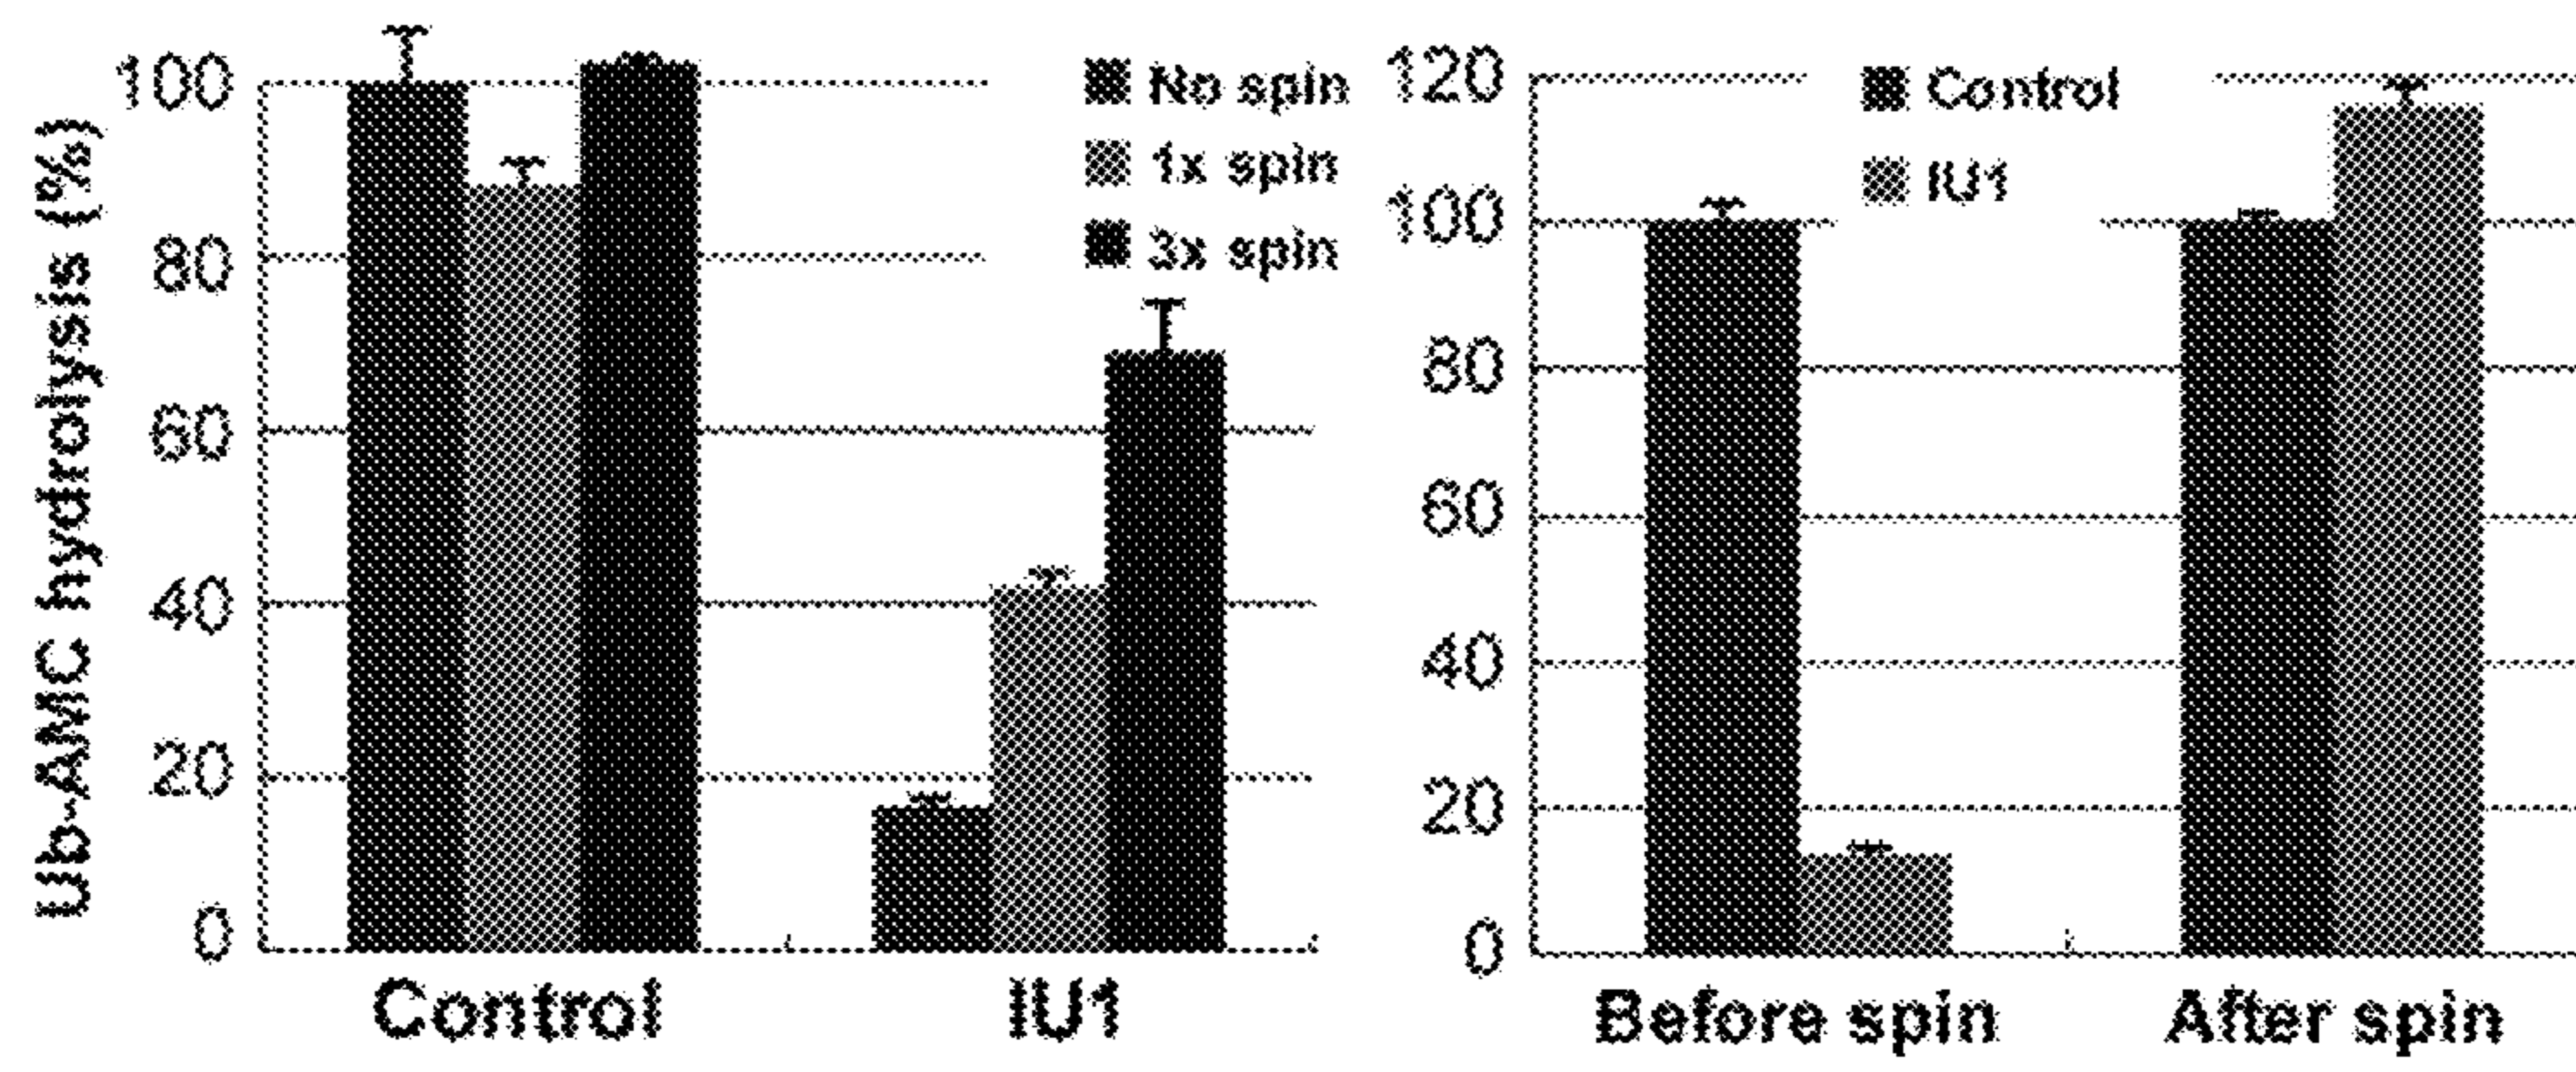 Ub-AMC hydrolysis (%)
100
80
60
40
20
0
Control
IU1
No spin
1x spin
3x spin
120
100
80
60
40
20
0
Before spin
After spin
Control
IU1